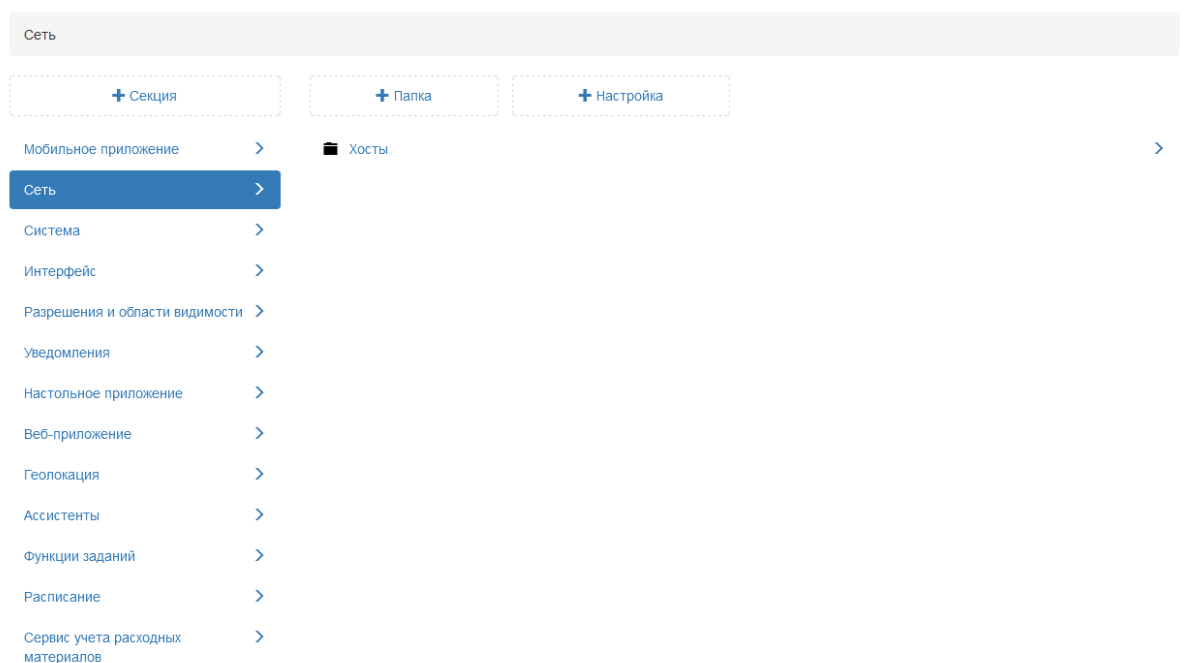 Сеть
Секция
Папка
Настройка
Мобильное приложение
Хосты
Сеть
Система
Интерфейс
Разрешения и области видимости
Уведомления
Настольное приложение
Веб-приложение
Геолокация
Ассистенты
Функции заданий
Расписание
Сервис учета расходных
материалов